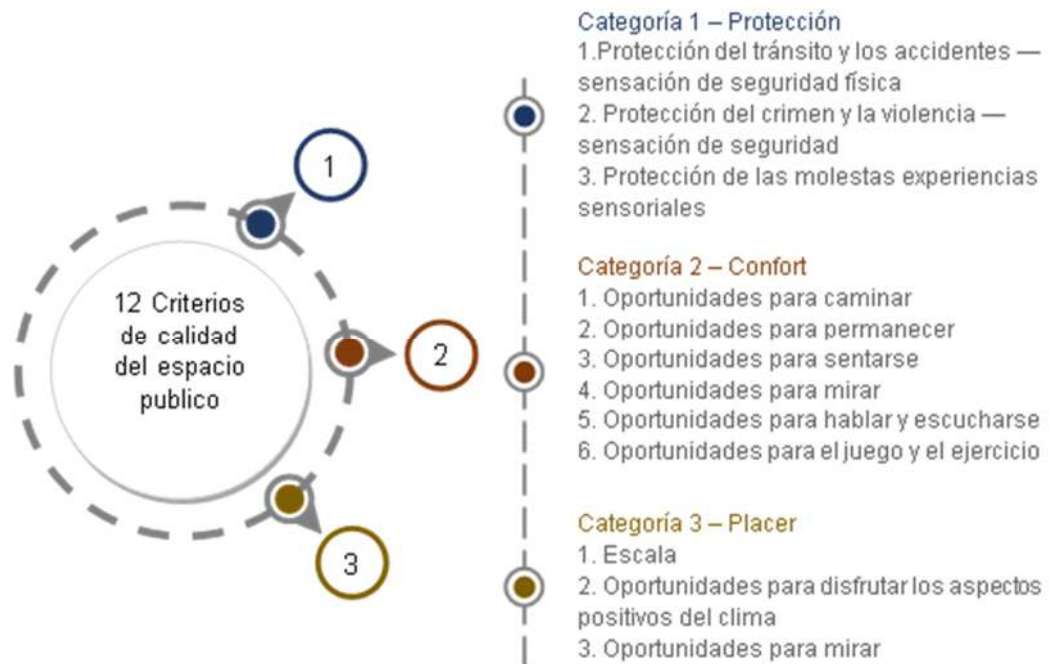 12 Criterios
de calidad
del espacio
publico
1
2
3
Categoría 1 – Protección
1.Protección del tránsito y los accidentes —
sensación de seguridad física
2. Protección del crimen y la violencia —
sensación de seguridad
3. Protección de las molestas experiencias
sensoriales
Categoría 2 – Confort
1. Oportunidades para caminar
2. Oportunidades para permanecer
3. Oportunidades para sentarse
4. Oportunidades para mirar
5. Oportunidades para hablar y escucharse
6. Oportunidades para el juego y el ejercicio
Categoría 3 – Placer
1. Escala
2. Oportunidades para disfrutar los aspectos
positivos del clima
3. Oportunidades para mirar